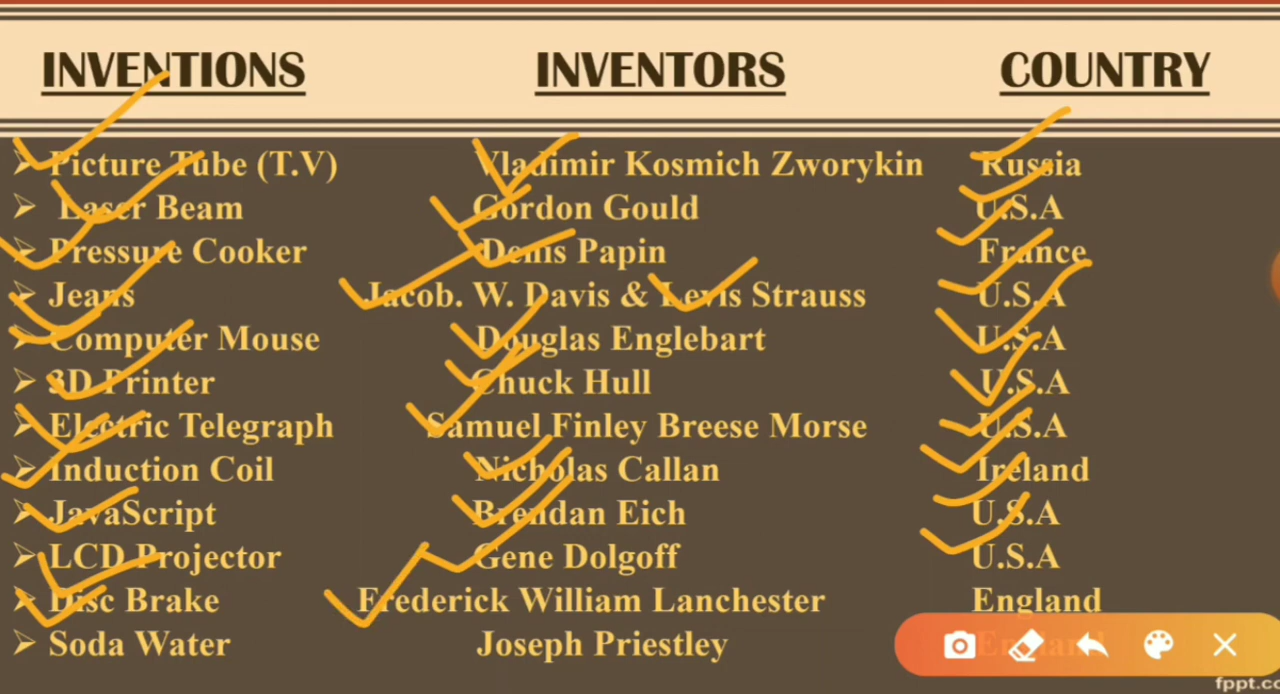 INVENTIONS INVENTORS COUNTRY
➢ Picture Tube (T.V) Vladimir Kosmich Zworykin Russia
➢ Laser Beam Gordon Gould U.S.A
➢ Pressure Cooker Denis Papin France
➢ Jeans Jacob. W. Davis & Levis Strauss U.S.A
➢ Computer Mouse Douglas Englebart U.S.A
➢ 3D Printer Chuck Hull U.S.A
➢ Electric Telegraph Samuel Finley Breese Morse U.S.A
➢ Induction Coil Nicholas Callan Ireland
➢ JavaScript Brendan Eich U.S.A
➢ LCD Projector Gene Dolgoff U.S.A
➢ Disc Brake Frederick William Lanchester England
➢ Soda Water Joseph Priestley England
fppt.co